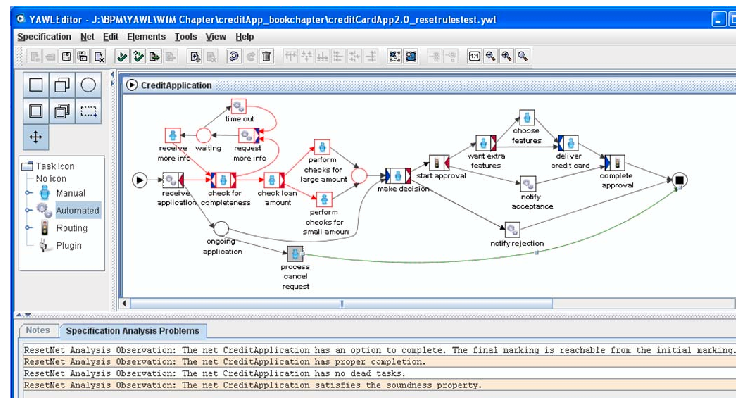 YAWLEditor - J:\BPM\YAWL\WIM Chapter\creditApp_bookchapter\creditCardApp2.0_resetrulestest.ywl
Specification Net Edit Elements Tools View Help
CreditApplication
time out
receive
more info
waiting
request
more info
receive
application
check for
completeness
check loan
amount
perform
checks for
large amount
perform
checks for
small amoun
make decision
start approval
want extra
features
choose
features
deliver
credit card
notify
acceptance
complete
approval
notify rejection
ongoing
application
process
cancel
request
Task Icon
No Icon
Manual
Automated
Routing
Plugin
Notes
Specification Analysis Problems
ResetNet Analysis Observation: The net CreditApplication has an option to complete. The final marking is reachable from the initial marking.
ResetNet Analysis Observation: The net CreditApplication has proper completion.
ResetNet Analysis Observation: The net CreditApplication has no dead tasks.
ResetNet Analysis Observation: The net CreditApplication satisfies the soundness property.